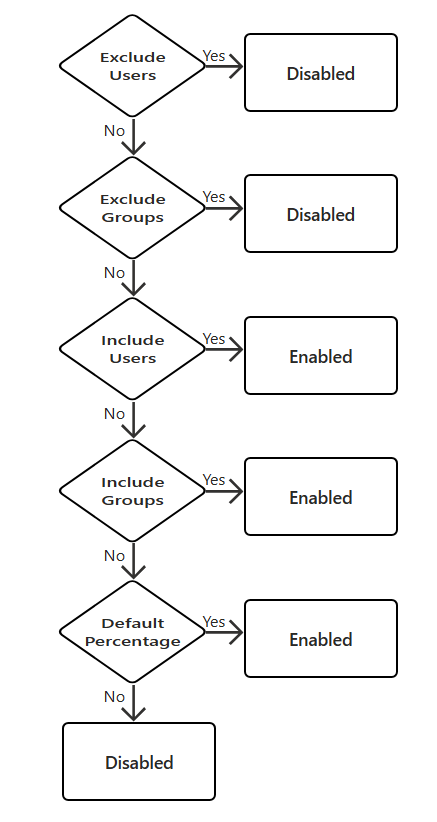 Exclude
Users
Yes
Disabled
No
Exclude
Groups
Yes
Disabled
No
Include
Users
Yes
Enabled
No
Include
Groups
Yes
Enabled
No
Default
Percentage
Yes
Enabled
No
Disabled